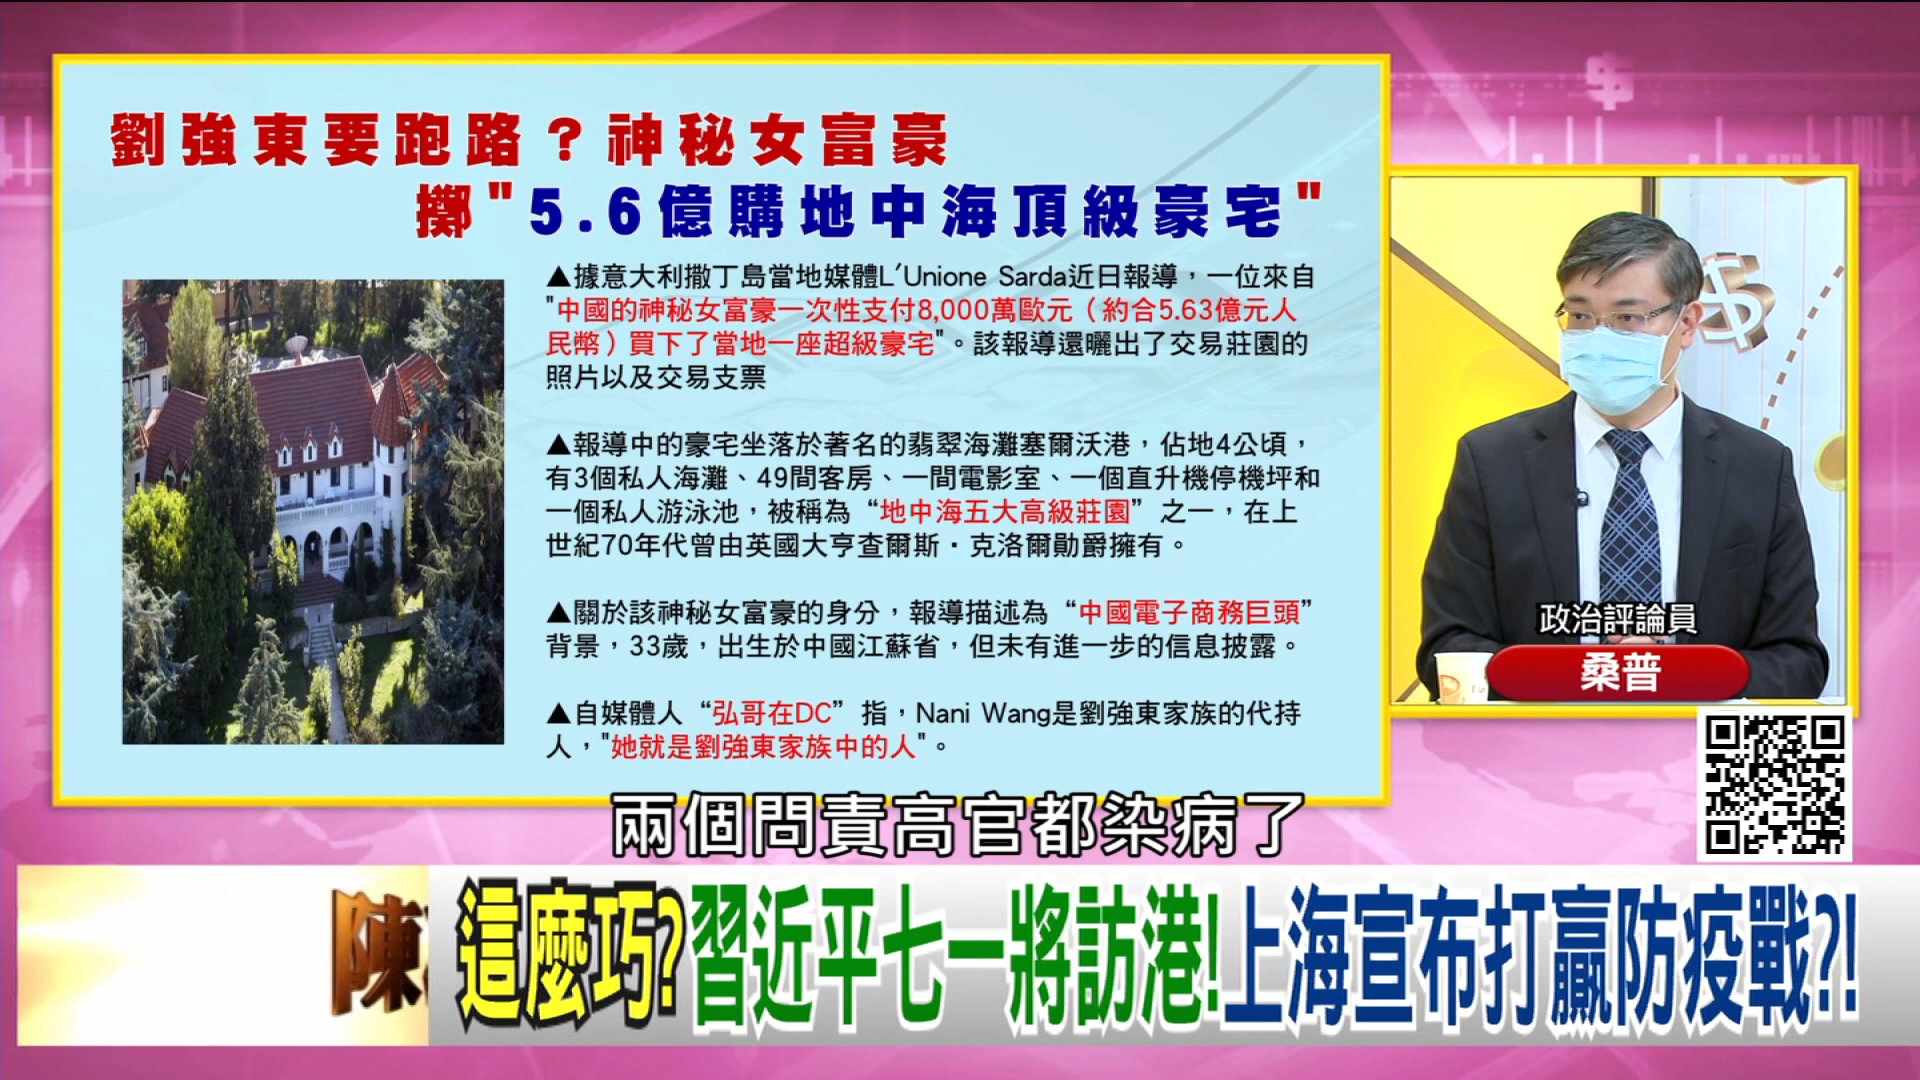 劉強東要跑路？神秘女富豪
擲"5.6億購地中海頂級豪宅"
▲據意大利撒丁島當地媒體L'Unione Sarda近日報導，一位來自
"中國的神秘女富豪一次性支付8,000萬歐元（約合5.63億元人
民幣）買下了當地一座超級豪宅"。該報導還曬出了交易莊園的
照片以及交易支票
▲報導中的豪宅坐落於著名的翡翠海灘塞爾沃港，佔地4公頃，
有3個私人海灘、49間客房、一間電影室、一個直升機停機坪和
一個私人游泳池，被稱為“地中海五大高級莊園”之一，在上
世紀70年代曾由英國大亨查爾斯·克洛爾勛爵擁有。
▲關於該神秘女富豪的身分，報導描述為“中國電子商務巨頭”
背景，33歲，出生於中國江蘇省，但未有進一步的信息披露。
▲自媒體人“弘哥在DC”指，Nani Wang是劉強東家族的代持
人，"她就是劉強東家族中的人"。
政治評論員
桑普
兩個問責高官都染病了
陳
這麼巧?習近平七一將訪港!上海宣布打贏防疫戰?!